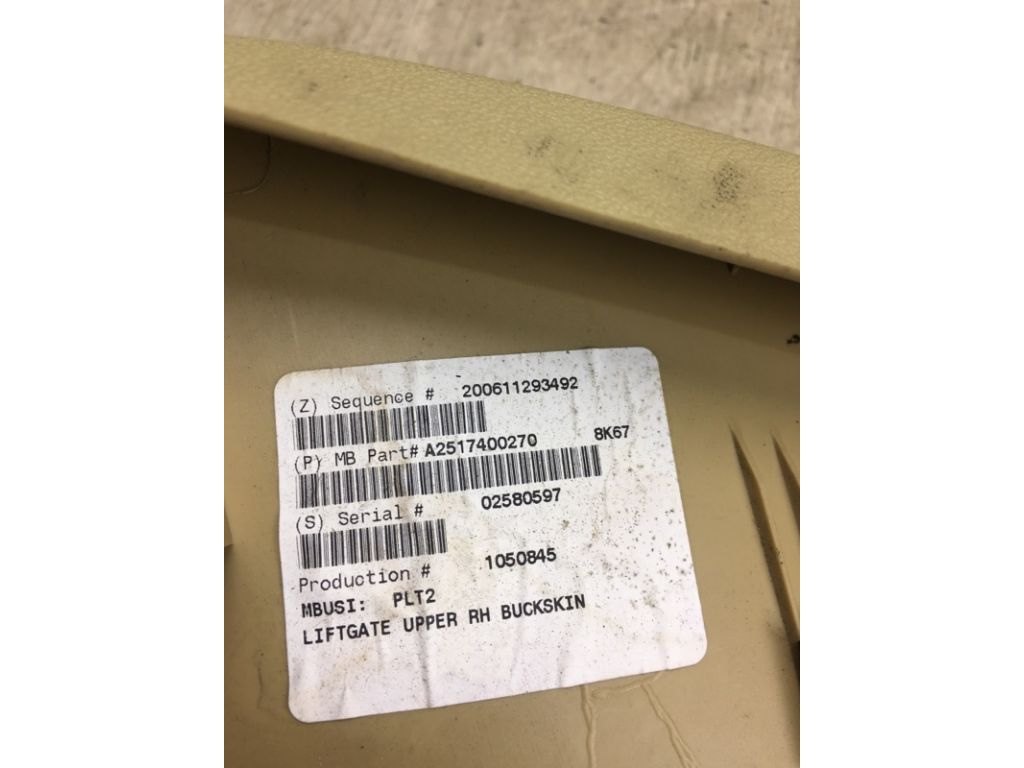 (Z) Sequence # 200611293492
(P) MB Part# A2517400270 8K67
(S) Serial # 02580597
Production # 1050845
MBUSI: PLT2
LIFTGATE UPPER RH BUCKSKIN